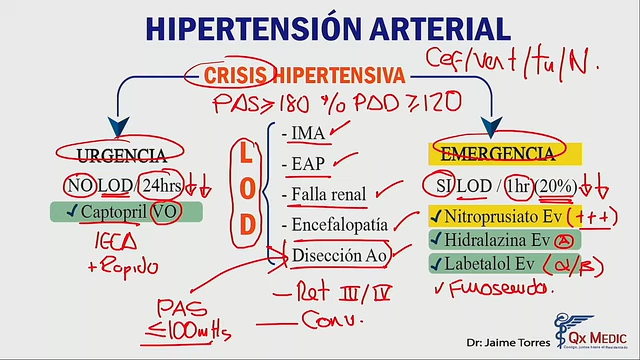 HIPERTENSIÓN ARTERIAL
CRISIS HIPERTENSIVA
Cef/vert/tu/N.
PAS≥180 % PAD≥120
URGENCIA
NO LOD/ 24hrs
✓ Captopril VO
IECA
+Rapido
PAS
≤100mmHg
LOD
- IMA
- EAP
- Falla renal
- Encefalopatía
- Disección Ao
- Ret III/IV
- Conv.
EMERGENCIA
SI LOD / 1hr (20%)
✓ Nitroprusiato Ev (+++)
✓ Hidralazina Ev A
✓ Labetalol Ev (α/β)
✓ Furosemida.
Dr: Jaime Torres
Qx MEDIC